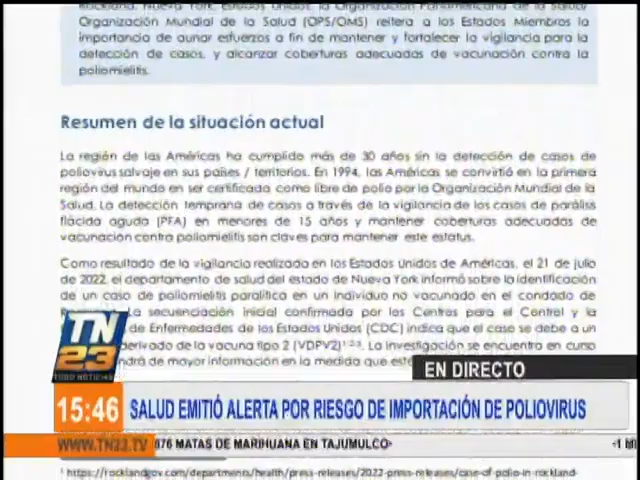 Rockland, Nueva York, Estados Unidos, la Organización Panamericana de la Salud/
Organización Mundial de la Salud (OPS/OMS) reitera a los Estados Miembros la
importancia de aunar esfuerzos a fin de mantener y fortalecer la vigilancia para la
detección de casos, y alcanzar coberturas adecuadas de vacunación contra la
poliomielitis.
Resumen de la situación actual
La región de las Américas ha cumplido más de 30 años sin la detección de casos de
poliovirus salvaje en sus países / territorios. En 1994, las Américas se convirtió en la primera
región del mundo en ser certificada como libre de polio por la Organización Mundial de la
Salud. La detección temprana de casos a través de la vigilancia de los casos de parálisis
flácida aguda (PFA) en menores de 15 años y mantener coberturas adecuadas de
vacunación contra poliomielitis son claves para mantener este estatus.
Como resultado de la vigilancia realizada en los Estados Unidos de Américas, el 21 de julio
de 2022, el departamento de salud del estado de Nueva York informó sobre la identificación
de un caso de poliomielitis paralítica en un individuo no vacunado en el condado de
La secuenciación inicial confirmada por los Centros para el Control y la
de Enfermedades de los Estados Unidos (CDC) indica que el caso se debe a un
derivado de la vacuna tipo 2 (VDPV2)¹·²·³. La investigación se encuentra en curso
ndrá de mayor información en la medida que esté
TN
23
TODO NOTICIAS
EN DIRECTO
15:46
SALUD EMITIÓ ALERTA POR RIESGO DE IMPORTACIÓN DE POLIOVIRUS
WWW.TN23.TV
876 MATAS DE MARIHUANA EN TAJUMULCO
¹ https://rocklandgov.com/departments/health/press-releases/2022-press-releases/case-of-polio-in-rockland-